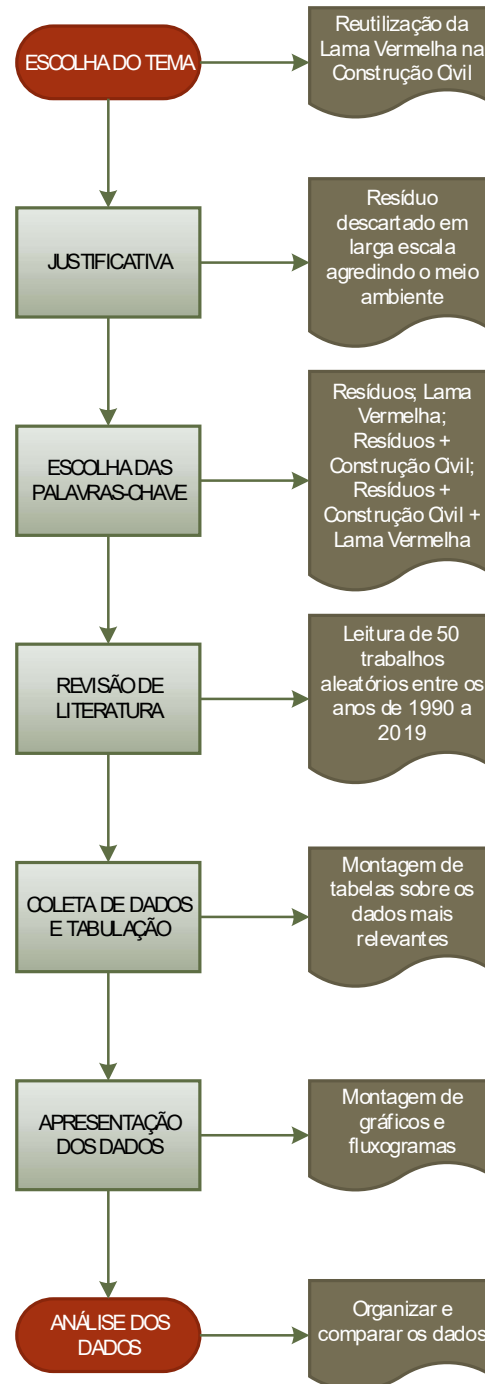 ESCOLHA DO TEMA
Reutilização da
Lama Vermelha na
Construção Civil
JUSTIFICATIVA
Resíduo
descartado em
larga escala
agredindo o meio
ambiente
ESCOLHA DAS
PALAVRAS-CHAVE
Resíduos; Lama
Vermelha;
Resíduos +
Construção Civil;
Resíduos +
Construção Civil +
Lama Vermelha
REVISÃO DE
LITERATURA
Leitura de 50
trabalhos
aleatórios entre os
anos de 1990 a
2019
COLETA DE DADOS
E TABULAÇÃO
Montagem de
tabelas sobre os
dados mais
relevantes
APRESENTAÇÃO
DOS DADOS
Montagem de
gráficos e
fluxogramas
ANÁLISE DOS
DADOS
Organizar e
comparar os dados